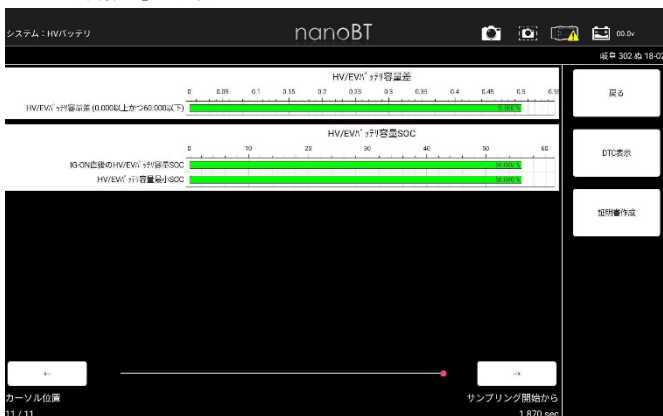 システム：HVバッテリ
nanoBT
00.0v
岐阜 302 ぬ 18-02
HV/EVﾊﾞｯﾃﾘ容量差
0 0.05 0.1 0.15 0.2 0.3 0.35 0.4 0.45 0.5 0.55
HV/EVﾊﾞｯﾃﾘ容量差 (0.000以上かつ60.000以下)
0.500 %
HV/EVﾊﾞｯﾃﾘ容量SOC
0 10 20 30 40 50 60
IG-ON直後のHV/EVﾊﾞｯﾃﾘ容量SOC
56.000 %
HV/EVﾊﾞｯﾃﾘ容量最小SOC
56.000 %
戻る
DTC表示
証明書作成
←
→
カーソル位置
サンプリング開始から
11 / 11
1.870 sec